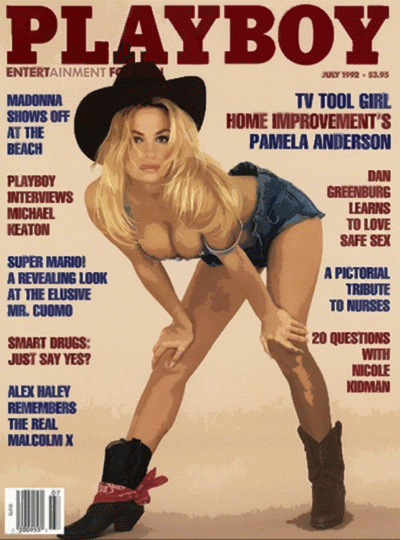 PLAYBOY
ENTERTAINMENT FO
JULY 1992 • $3.95
MADONNA
SHOWS OFF
AT THE
BEACH
TV TOOL GIRL
HOME IMPROVEMENT'S
PAMELA ANDERSON
PLAYBOY
INTERVIEWS
MICHAEL
KEATON
DAN
GREENBURG
LEARNS
TO LOVE
SAFE SEX
SUPER MARIO!
A REVEALING LOOK
AT THE ELUSIVE
MR. CUOMO
A PICTORIAL
TRIBUTE
TO NURSES
SMART DRUGS:
JUST SAY YES?
20 QUESTIONS
WITH
NICOLE
KIDMAN
ALEX HALEY
REMEMBERS
THE REAL
MALCOLM X
07